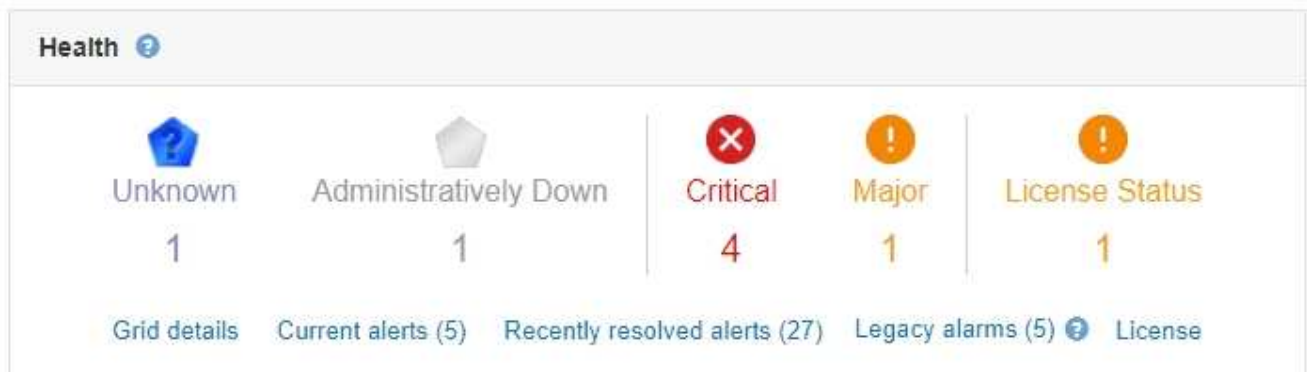 Health ?
Unknown Administratively Down Critical Major License Status
1 1 4 1 1
Grid details Current alerts (5) Recently resolved alerts (27) Legacy alarms (5) ? License